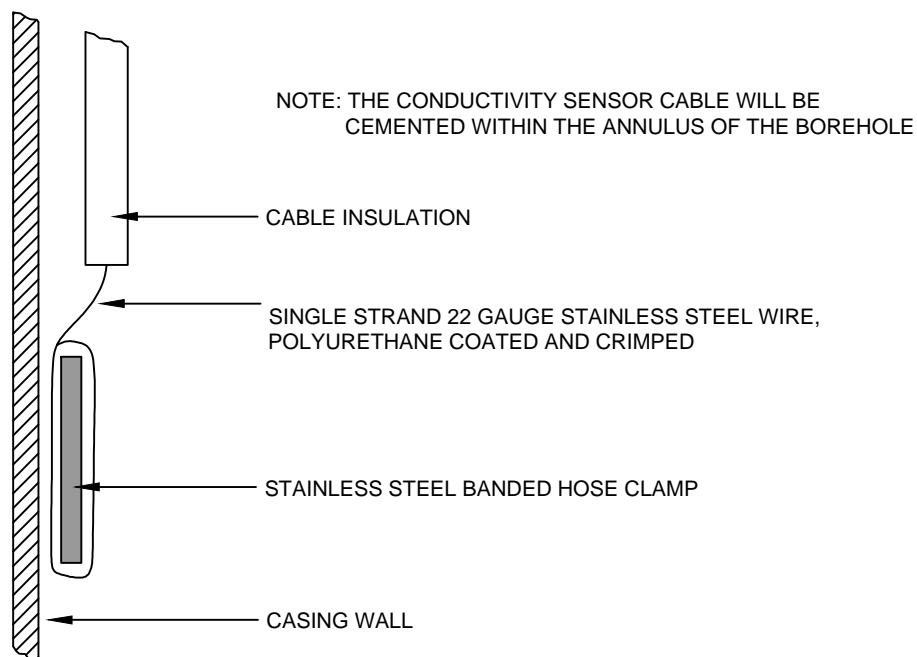 NOTE: THE CONDUCTIVITY SENSOR CABLE WILL BE
CEMENTED WITHIN THE ANNULUS OF THE BOREHOLE
CABLE INSULATION
SINGLE STRAND 22 GAUGE STAINLESS STEEL WIRE,
POLYURETHANE COATED AND CRIMPED
STAINLESS STEEL BANDED HOSE CLAMP
CASING WALL